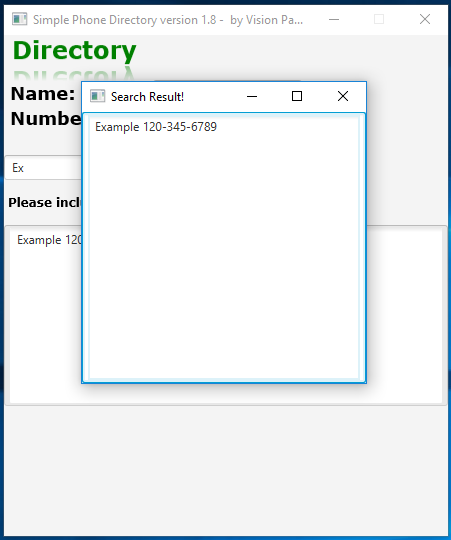 Simple Phone Directory version 1.8 - by Vision Pa...
Directory
Search Result!
Name:
Example 120-345-6789
Numbe
Ex
Please inclu
Example 120